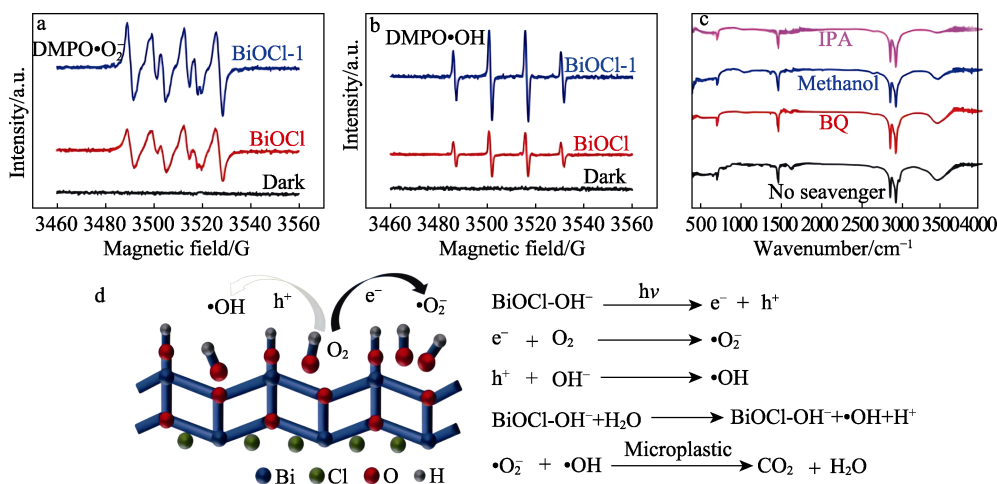 a
DMPO•O₂⁻
BiOCl-1
BiOCl
Dark
Intensity/a.u.
3460 3480 3500 3520 3540 3560
Magnetic field/G
b
DMPO•OH
BiOCl-1
BiOCl
Dark
Intensity/a.u.
3460 3480 3500 3520 3540 3560
Magnetic field/G
c
IPA
Methanol
BQ
No seavenger
500 1000 1500 2000 2500 3000 3500 4000
Wavenumber/cm⁻¹
d
•OH
h⁺
e⁻
•O₂⁻
O₂
Bi Cl O H
BiOCl-OH⁻ hν e⁻ + h⁺
e⁻ + O₂ •O₂⁻
h⁺ + OH⁻ •OH
BiOCl-OH⁻+H₂O BiOCl-OH⁻+•OH+H⁺
•O₂⁻ + •OH Microplastic CO₂ + H₂O